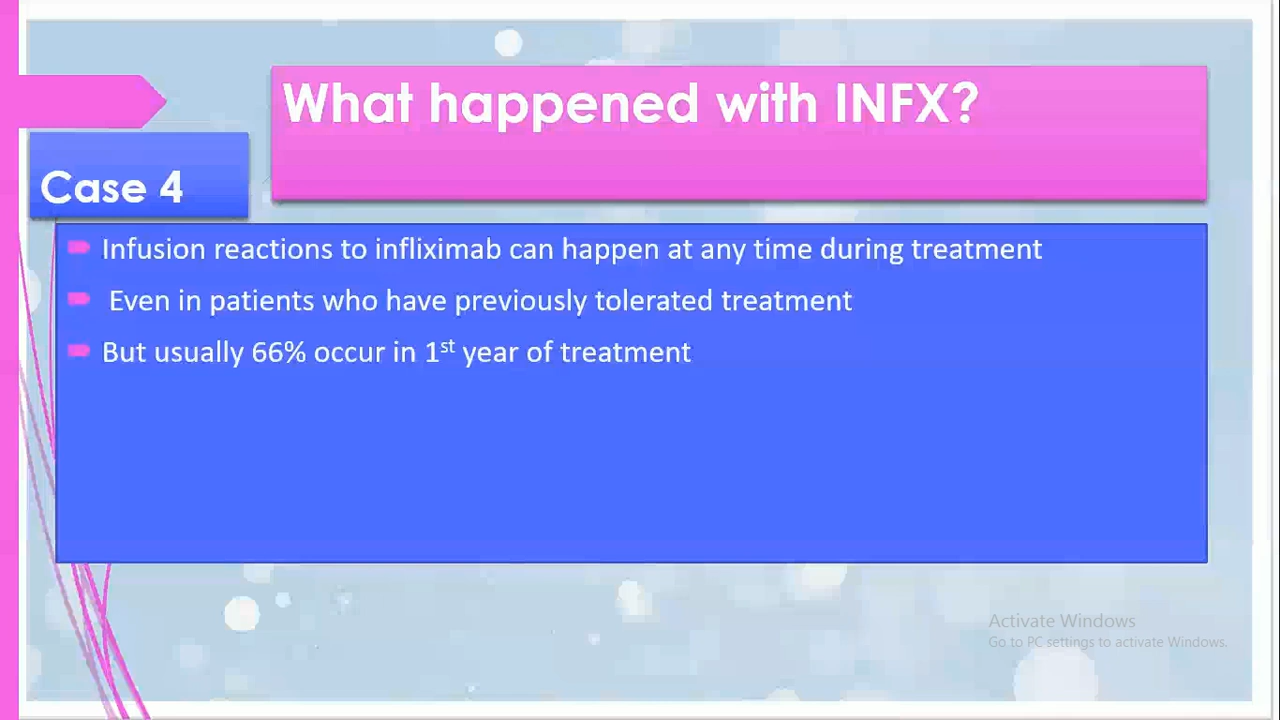 What happened with INFX?
Case 4
Infusion reactions to infliximab can happen at any time during treatment
Even in patients who have previously tolerated treatment
But usually 66% occur in 1st year of treatment
Activate Windows
Go to PC settings to activate Windows.